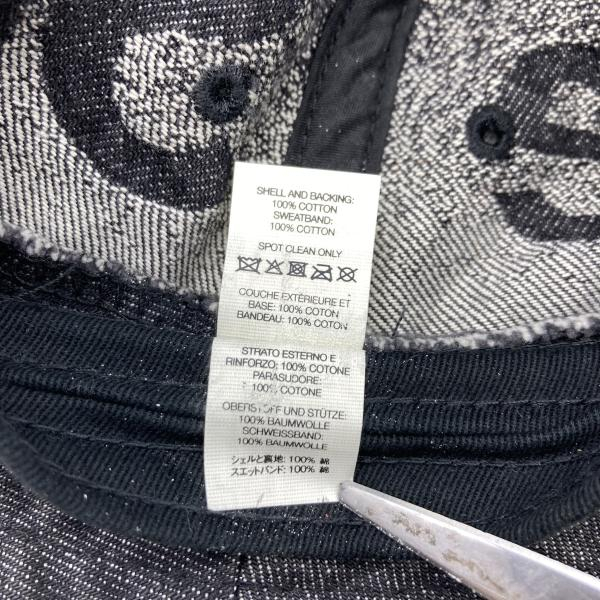 SHELL AND BACKING:
100% COTTON
SWEATBAND:
100% COTTON
SPOT CLEAN ONLY
COUCHE EXTÉRIEURE ET
BASE: 100% COTON
BANDEAU: 100% COTON
STRATO ESTERNO E
RINFORZO: 100% COTONE
PARASUDORE:
100% COTONE
OBERSTOFF UND STÜTZE:
100% BAUMWOLLE
SCHWEISSBAND:
100% BAUMWOLLE
シェルと裏地: 100% 綿
スエットバンド: 100% 綿